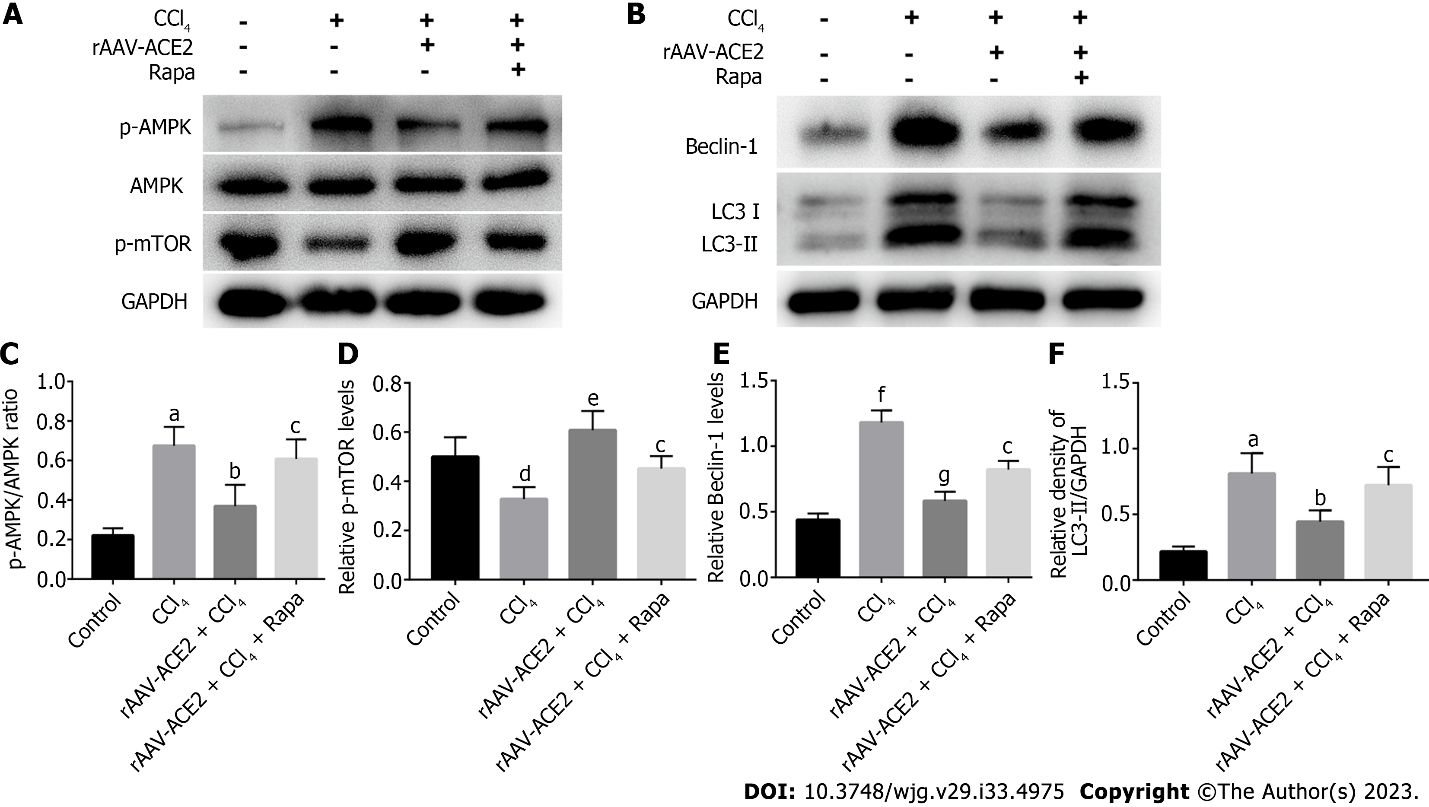 A
CCl4 - + + +
rAAV-ACE2 - - + +
Rapa - - - +
p-AMPK
AMPK
p-mTOR
GAPDH
B
CCl4 - + + +
rAAV-ACE2 - - + +
Rapa - - - +
Beclin-1
LC3 I
LC3-II
GAPDH
C
p-AMPK/AMPK ratio
1.0
0.8
0.6
0.4
0.2
0.0
a
b
c
Control
CCl4
rAAV-ACE2 + CCl4
rAAV-ACE2 + CCl4 + Rapa
D
Relative p-mTOR levels
0.8
0.6
0.4
0.2
0.0
d
e
c
Control
CCl4
rAAV-ACE2 + CCl4
rAAV-ACE2 + CCl4 + Rapa
E
Relative Beclin-1 levels
1.5
1.0
0.5
0.0
f
g
c
Control
CCl4
rAAV-ACE2 + CCl4
rAAV-ACE2 + CCl4 + Rapa
F
Relative density of
LC3-II/GAPDH
1.5
1.0
0.5
0.0
a
b
c
Control
CCl4
rAAV-ACE2 + CCl4
rAAV-ACE2 + CCl4 + Rapa
DOI: 10.3748/wjg.v29.i33.4975 Copyright ©The Author(s) 2023.